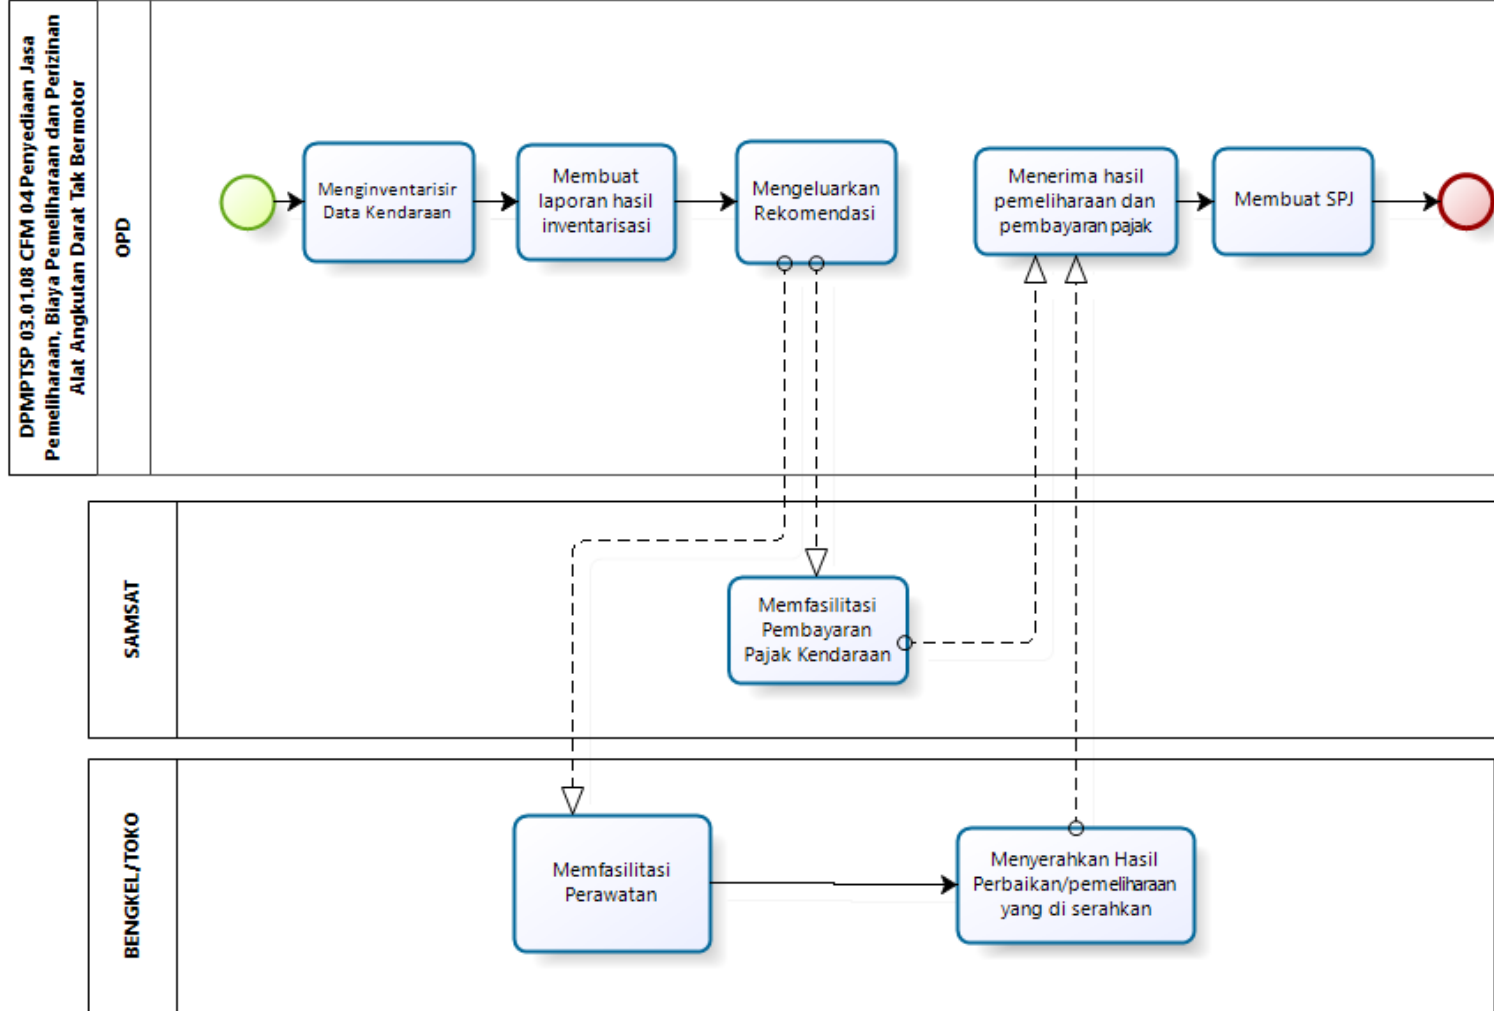 DPMPTSP 03.01.08 CFM 04 Penyediaan Jasa
Pemeliharaan, Biaya Pemeliharaan dan Perizinan
Alat Angkutan Darat Tak Bermotor
OPD
Menginventarisir
Data Kendaraan
Membuat
laporan hasil
inventarisasi
Mengeluarkan
Rekomendasi
Menerima hasil
pemeliharaan dan
pembayaran pajak
Membuat SPJ
SAMSAT
Memfasilitasi
Pembayaran
Pajak Kendaraan
BENGKEL/TOKO
Memfasilitasi
Perawatan
Menyerahkan Hasil
Perbaikan/pemeliharaan
yang di serahkan